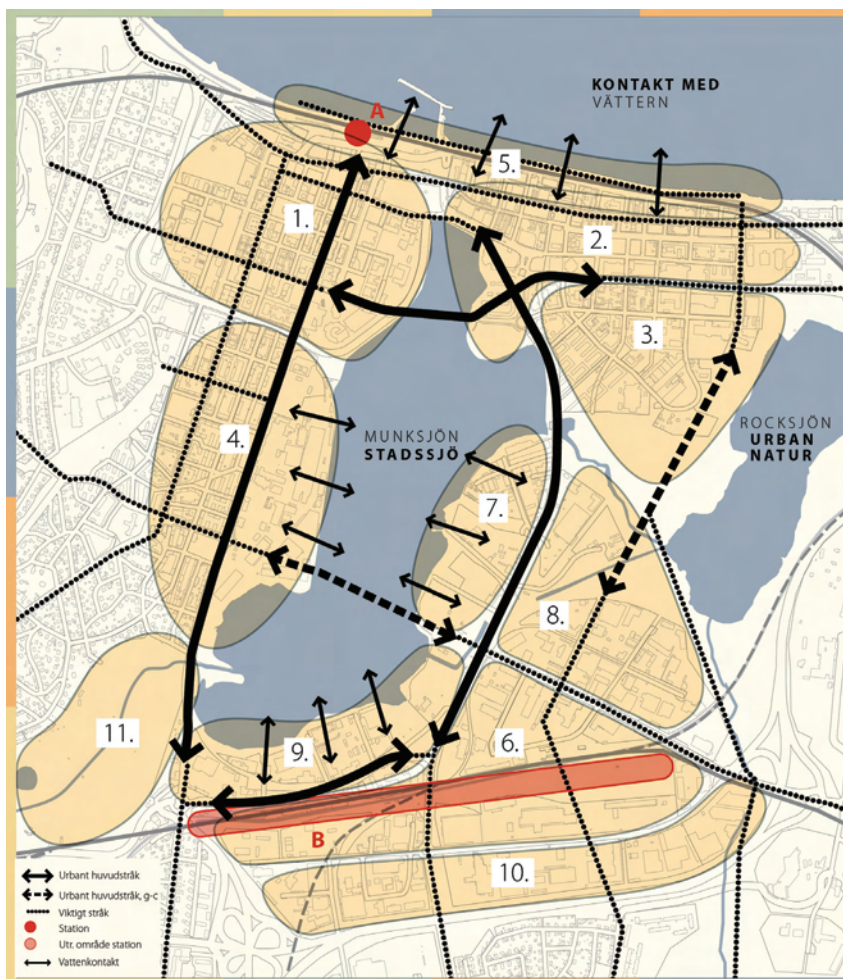 KONTAKT MED
VÄTTERN
A
5.
1.
2.
3.
4.
MUNKSJÖN
STADSSJÖ
ROCKSJÖN
URBAN
NATUR
7.
8.
11.
9.
6.
B
10.
Urbant huvudstråk
Urbant huvudstråk, g-c
Viktigt stråk
Station
Utr. område station
Vattenkontakt